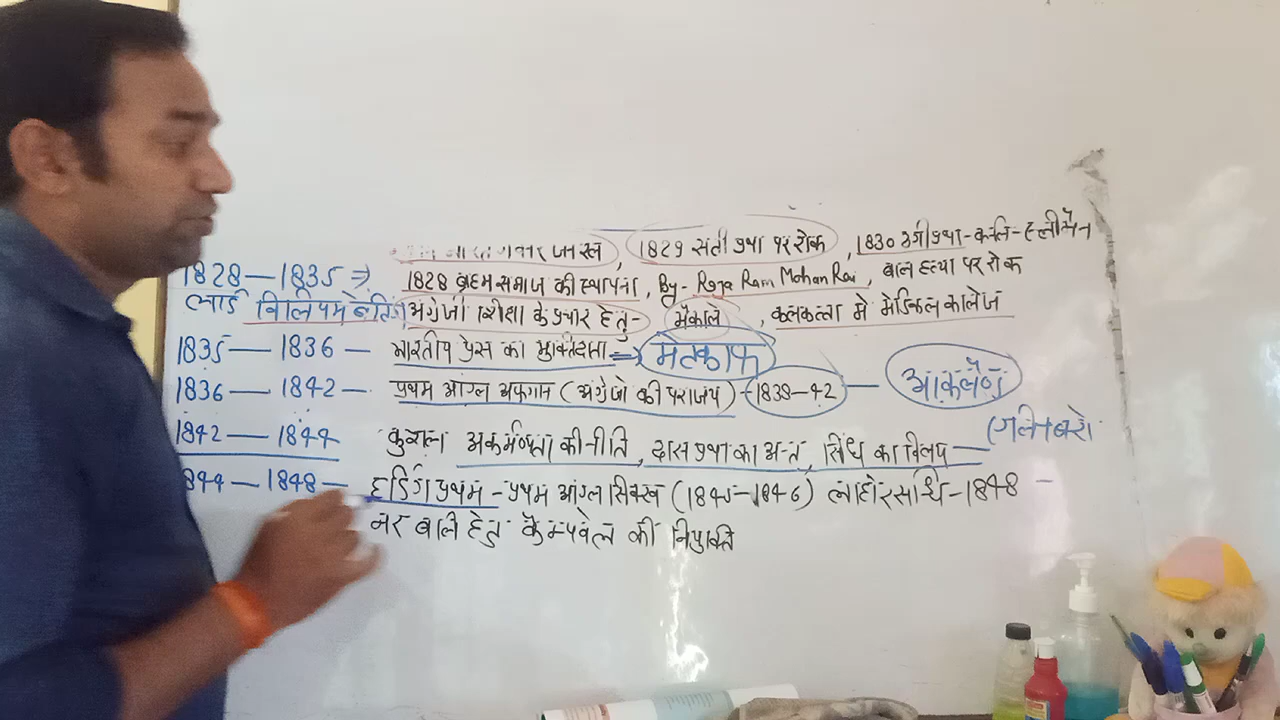 जनख, 1829 सती प्रथा पर रोक, 1830 ठगी प्रथा-कर्नल-स्लीमैन
1828—1835 ⇒ 1828 ब्रह्म समाज की स्थापना, By- Raja Ram Mohan Rai, बाल हत्या पर रोक
लार्ड विलियम बेंटिंग अंग्रेजी शिक्षा के प्रचार हेतु- मैकाले, कलकत्ता मे मेडिकल कालेज
1835— 1836 — भारतीय प्रेस का मुक्तिदाता ⇒ मेटकाफ
1836 — 1842 — प्रथम आंग्ल अफगान (अंग्रेजो की पराजय) - 1838-42 — आकलैण्ड
1842 — 1844 कुशल अकर्मण्यता की नीति, दास प्रथा का अन्त, सिंध का विलय — एलनबरो
1844 — 1848 — हार्डिंग प्रथम - प्रथम आंग्ल सिक्ख (1845-1846) लाहौर सन्धि-1848 -
नर बलि हेतु कैम्पबेल की नियुक्ति